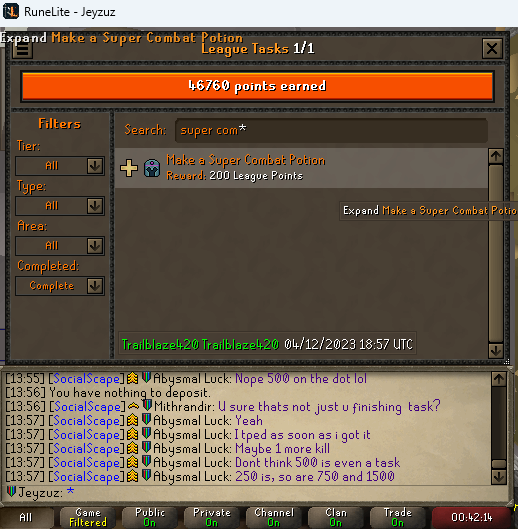 RuneLite - Jeyzuz
Expand Make a Super Combat Potion
League Tasks 1/1
46760 points earned
Filters
Tier:
All
Type:
All
Area:
All
Completed:
Complete
Search: super com*
Make a Super Combat Potion
Reward: 200 League Points
Expand Make a Super Combat Potio
Trailblaze420 Trailblaze420 04/12/2023 18:57 UTC
[13:55] [SocialScape] Abysmal Luck: Nope 500 on the dot lol
[13:56] You have nothing to deposit.
[13:56] [SocialScape] Mithrandir: U sure thats not just u finishing task?
[13:57] [SocialScape] Abysmal Luck: Yeah
[13:57] [SocialScape] Abysmal Luck: I tped as soon as i got it
[13:57] [SocialScape] Abysmal Luck: Maybe 1 more kill
[13:57] [SocialScape] Abysmal Luck: Dont think 500 is even a task
[13:57] [SocialScape] Abysmal Luck: 250 is, so are 750 and 1500
Jeyzuz: *
All
Game
Filtered
Public
On
Private
On
Channel
On
Clan
On
Trade
On
00:42:14